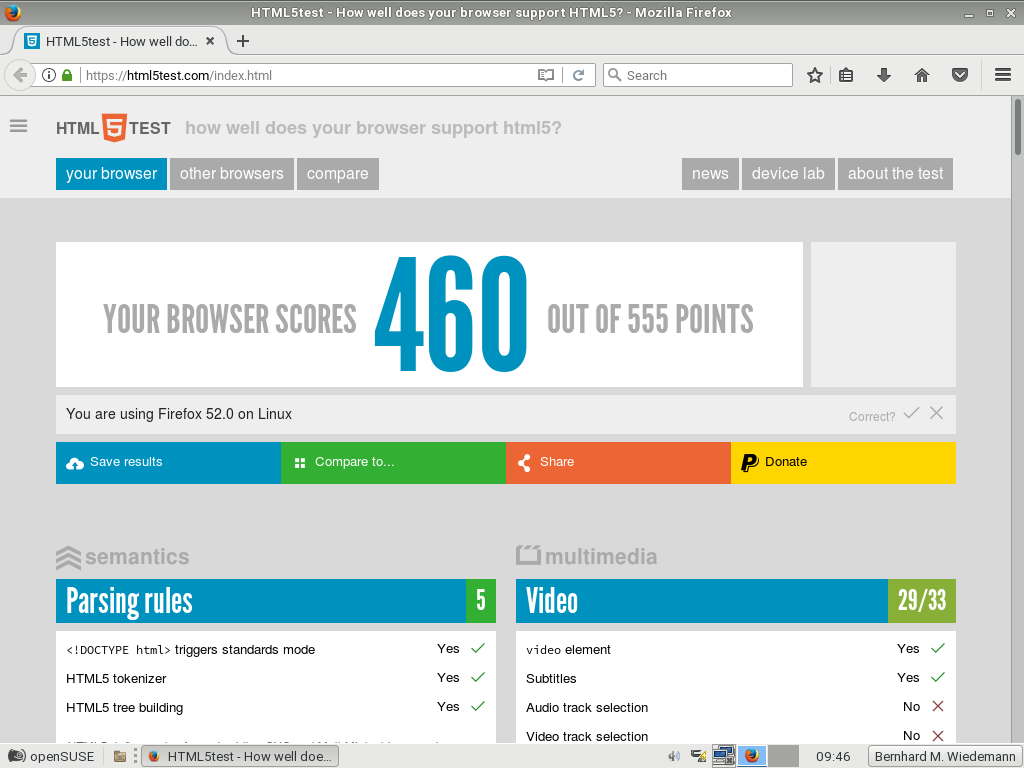 HTML5test - How well does your browser support HTML5? - Mozilla Firefox
HTML5test - How well do...
https://html5test.com/index.html
Search
HTML 5 TEST how well does your browser support html5?
your browser other browsers compare news device lab about the test
YOUR BROWSER SCORES 460 OUT OF 555 POINTS
You are using Firefox 52.0 on Linux Correct?
Save results Compare to... Share Donate
semantics
Parsing rules 5
<!DOCTYPE html> triggers standards mode Yes
HTML5 tokenizer Yes
HTML5 tree building Yes
multimedia
Video 29/33
video element Yes
Subtitles Yes
Audio track selection No
Video track selection No
openSUSE HTML5test - How well doe... 09:46 Bernhard M. Wiedemann